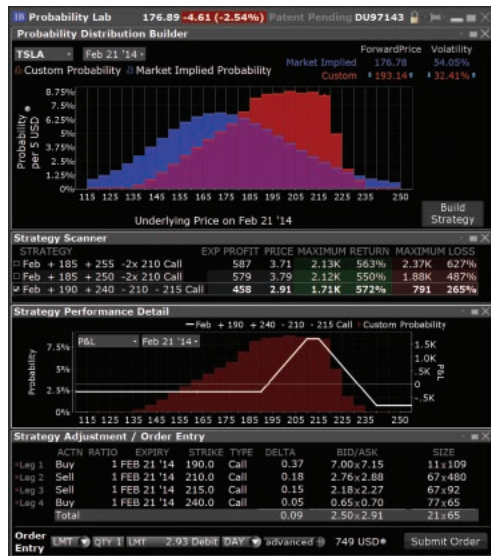 IB Probability Lab 176.89 -4.61 (-2.54%) Patent Pending DU97143
Probability Distribution Builder
TSLA Feb 21 '14
ForwardPrice Volatility
Market Implied 176.78 54.05%
Custom 193.14 32.41%
Custom Probability Market Implied Probability
8.75%
7.5%
6.25%
5%
3.75%
2.5%
1.25%
0%
Probability per 5 USD
115 125 135 145 155 165 175 185 195 205 215 225 235 250
Underlying Price on Feb 21 '14
Build Strategy
Strategy Scanner
STRATEGY EXP PROFIT PRICE MAXIMUM RETURN MAXIMUM LOSS
Feb + 185 + 255 -2x 210 Call 587 3.71 2.13K 563% 2.37K 627%
Feb + 185 + 250 -2x 210 Call 579 3.79 2.12K 550% 1.88K 487%
Feb + 190 + 240 - 210 - 215 Call 458 2.91 1.71K 572% 791 265%
Strategy Performance Detail
Feb + 190 + 240 - 210 - 215 Call Custom Probability
P&L Feb 21 '14
7.5%
5%
2.5%
0%
Probability
1.5K
1.0K
.5K
0
-.5K
P&L
115 125 135 145 155 165 175 185 195 205 215 225 235 250
Strategy Adjustment / Order Entry
ACTN RATIO EXPIRY STRIKE TYPE DELTA BID/ASK SIZE
Leg 1 Buy 1 FEB 21 '14 190.0 Call 0.37 7.00x7.15 11x109
Leg 2 Sell 1 FEB 21 '14 210.0 Call 0.18 2.76x2.88 67x480
Leg 3 Sell 1 FEB 21 '14 215.0 Call 0.15 2.18x2.27 67x92
Leg 4 Buy 1 FEB 21 '14 240.0 Call 0.05 0.65x0.70 77x65
Total 0.09 2.50x2.91 21x65
Order Entry LMT QTY 1 LMT 2.93 Debit DAY advanced 749 USD Submit Order